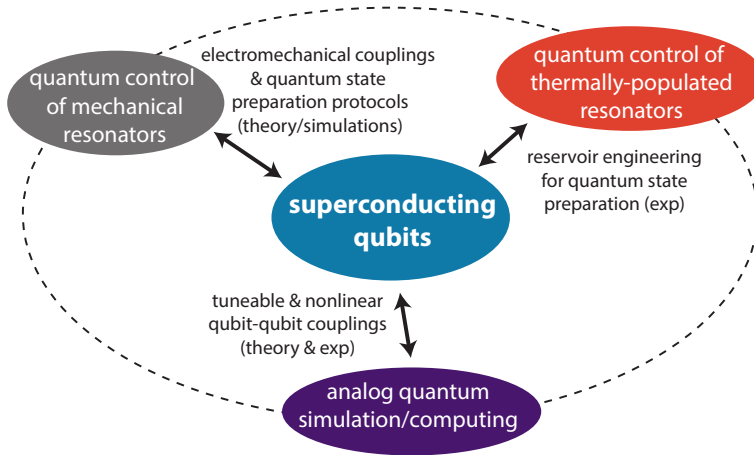 quantum control
of mechanical
resonators
electromechanical couplings
& quantum state
preparation protocols
(theory/simulations)
quantum control of
thermally-populated
resonators
reservoir engineering
for quantum state
preparation (exp)
superconducting
qubits
tuneable & nonlinear
qubit-qubit couplings
(theory & exp)
analog quantum
simulation/computing